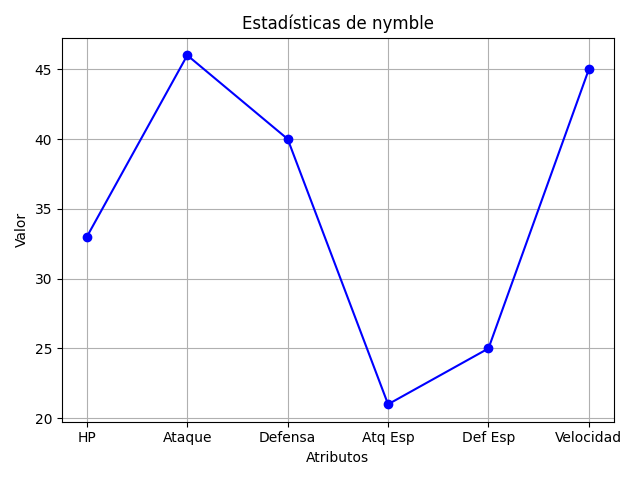 Estadísticas de nymble
Valor
45
40
35
30
25
20
HP Ataque Defensa Atq Esp Def Esp Velocidad
Atributos